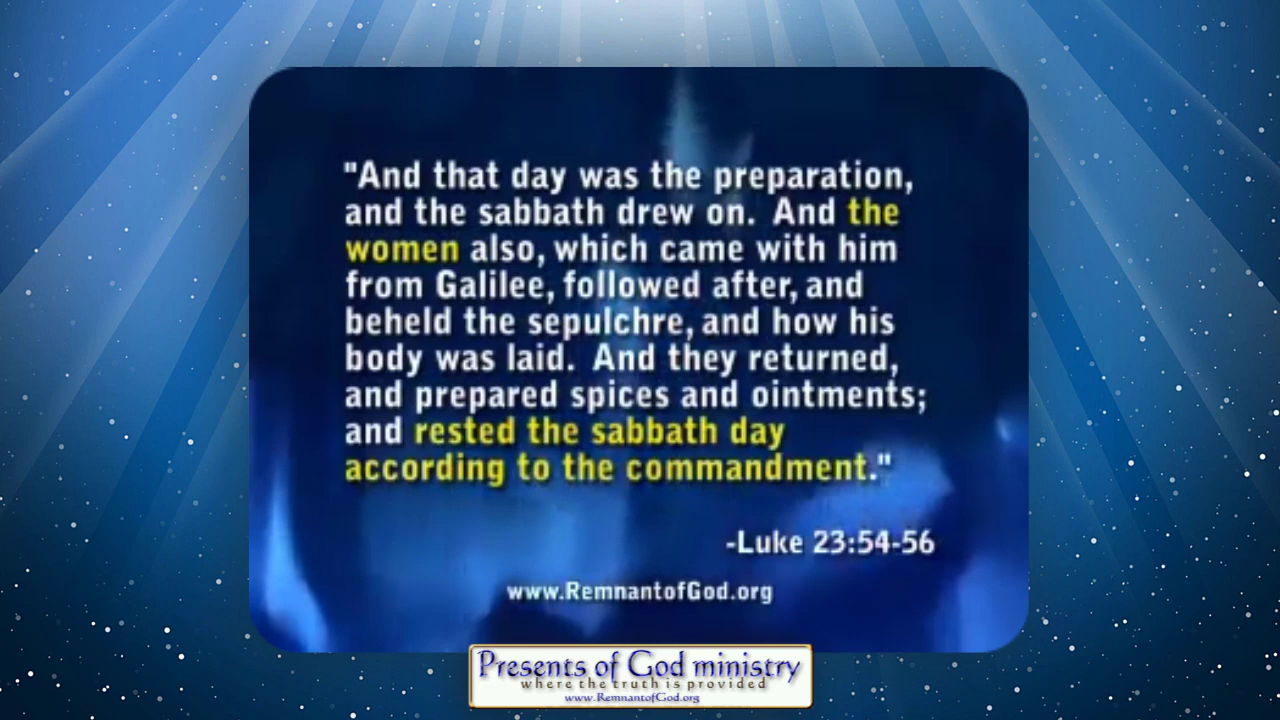 "And that day was the preparation,
and the sabbath drew on. And the
women also, which came with him
from Galilee, followed after, and
beheld the sepulchre, and how his
body was laid. And they returned,
and prepared spices and ointments;
and rested the sabbath day
according to the commandment."
-Luke 23:54-56
www.RemnantofGod.org
Presents of God ministry
where the truth is provided
www.RemnantofGod.org